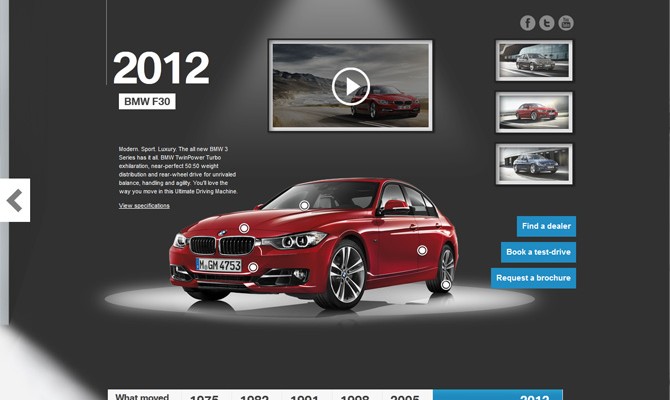 2012
BMW F30
Modern. Sport. Luxury. The all new BMW 3
Series has it all. BMW TwinPower Turbo
exhilaration, near-perfect 50:50 weight
distribution and rear-wheel drive for unrivaled
balance, handling and agility. You'll love the
way you move in this Ultimate Driving Machine.
View specifications
M GM 4753
You Tube
Find a dealer
Book a test-drive
Request a brochure
What moved
1975
1982
1991
1998
2005
2012